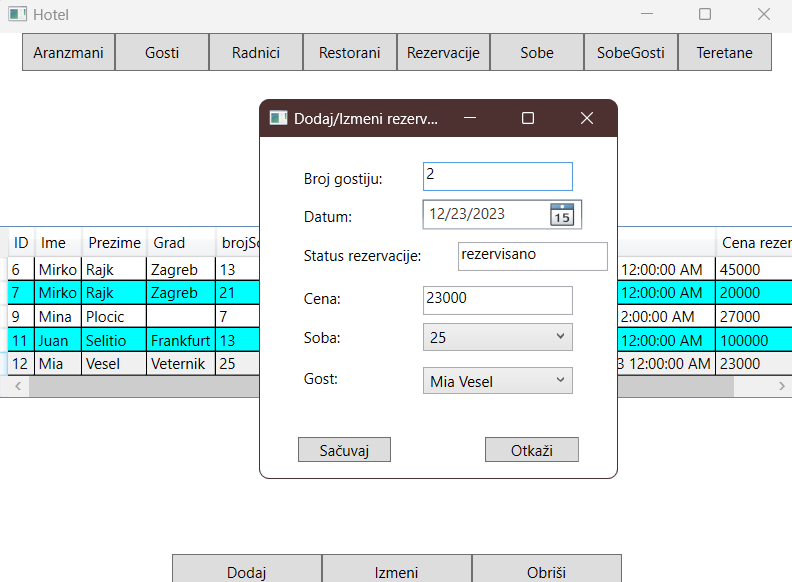 Hotel
Aranzmani Gosti Radnici Restorani Rezervacije Sobe SobeGosti Teretane
Dodaj/Izmeni rezerv...
Broj gostiju: 2
Datum: 12/23/2023 15
Status rezervacije: rezervisano
Cena: 23000
Soba: 25
Gost: Mia Vesel
Sačuvaj Otkaži
ID Ime Prezime Grad brojSo Cena rezer
6 Mirko Rajk Zagreb 13 12:00:00 AM 45000
7 Mirko Rajk Zagreb 21 12:00:00 AM 20000
9 Mina Plocic 7 2:00:00 AM 27000
11 Juan Selitio Frankfurt 13 12:00:00 AM 100000
12 Mia Vesel Veternik 25 3 12:00:00 AM 23000
Dodaj Izmeni Obriši